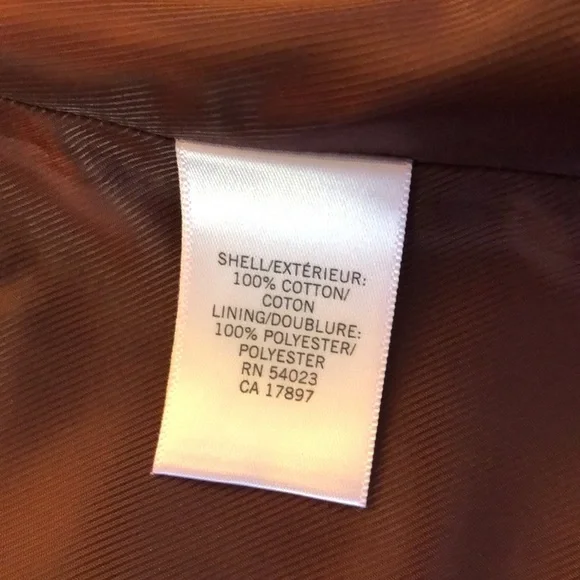 SHELL/EXTÉRIEUR:
100% COTTON/
COTON
LINING/DOUBLURE:
100% POLYESTER/
POLYESTER
RN 54023
CA 17897